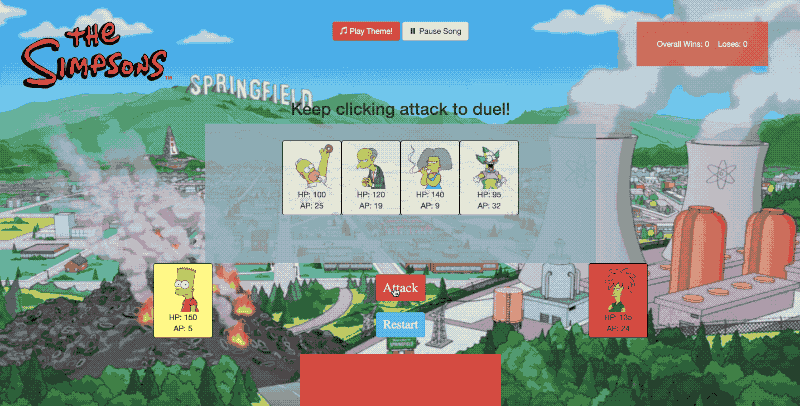 THE
SIMPSONS
TM
Play Theme!
Pause Song
Overall Wins: 0 Loses: 0
SPRINGFIELD
Keep clicking attack to duel!
HP: 100
AP: 25
HP: 120
AP: 19
HP: 140
AP: 9
HP: 95
AP: 32
HP: 150
AP: 5
Attack
Restart
AP: 24